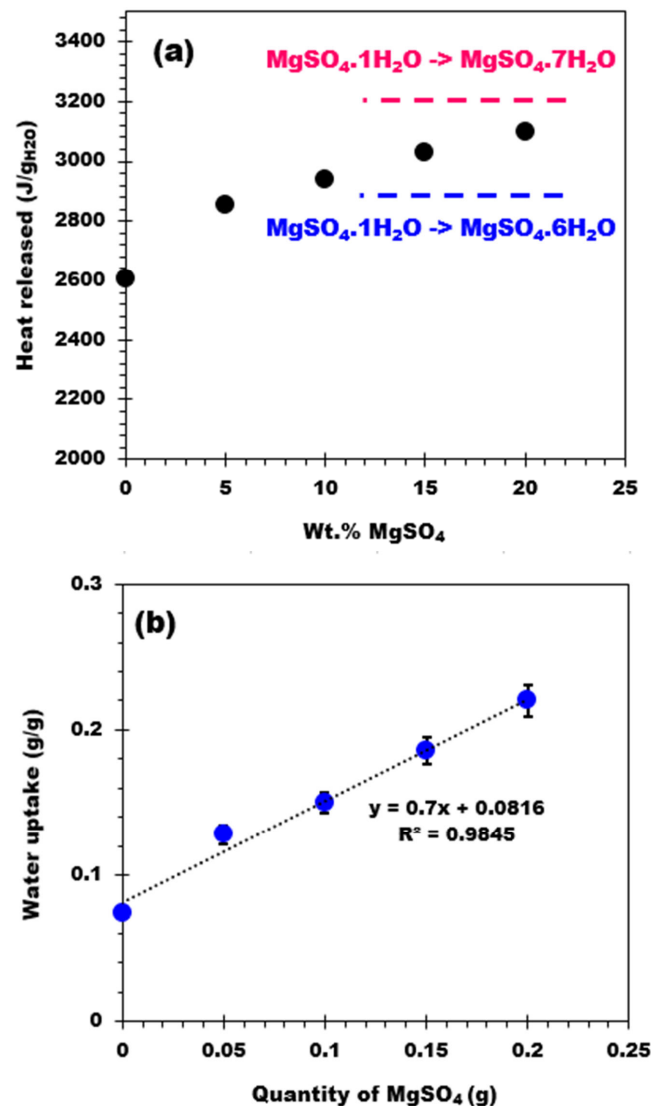 (a)
MgSO₄.1H₂O -> MgSO₄.7H₂O
MgSO₄.1H₂O -> MgSO₄.6H₂O
Heat released (J/gH2O)
3400
3200
3000
2800
2600
2400
2200
2000
0 5 10 15 20 25
Wt.% MgSO₄
(b)
Water uptake (g/g)
0.3
0.2
0.1
0
y = 0.7x + 0.0816
R² = 0.9845
0 0.05 0.1 0.15 0.2 0.25
Quantity of MgSO₄ (g)